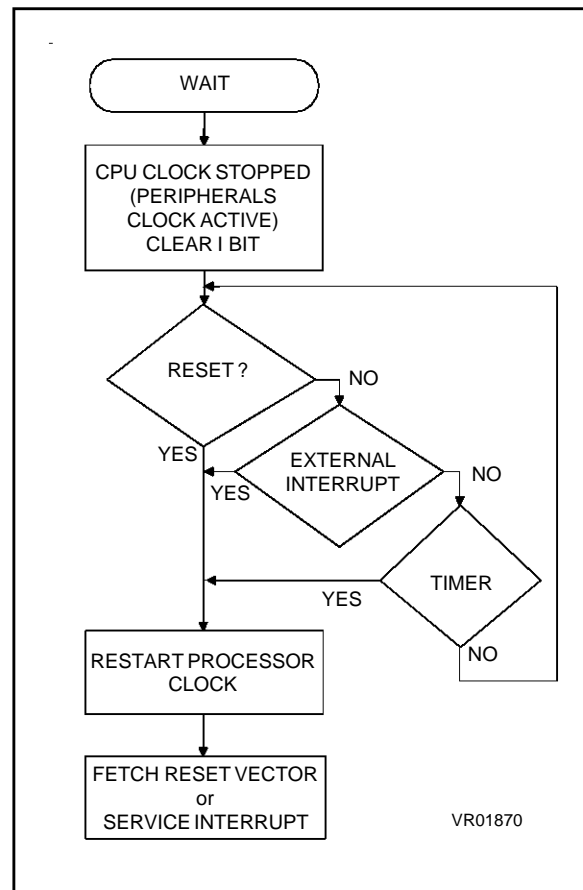 WAIT
CPU CLOCK STOPPED
(PERIPHERALS
CLOCK ACTIVE)
CLEAR I BIT
RESET ?
NO
YES
EXTERNAL
INTERRUPT
YES
NO
TIMER
YES
NO
RESTART PROCESSOR
CLOCK
FETCH RESET VECTOR
or
SERVICE INTERRUPT
VR01870